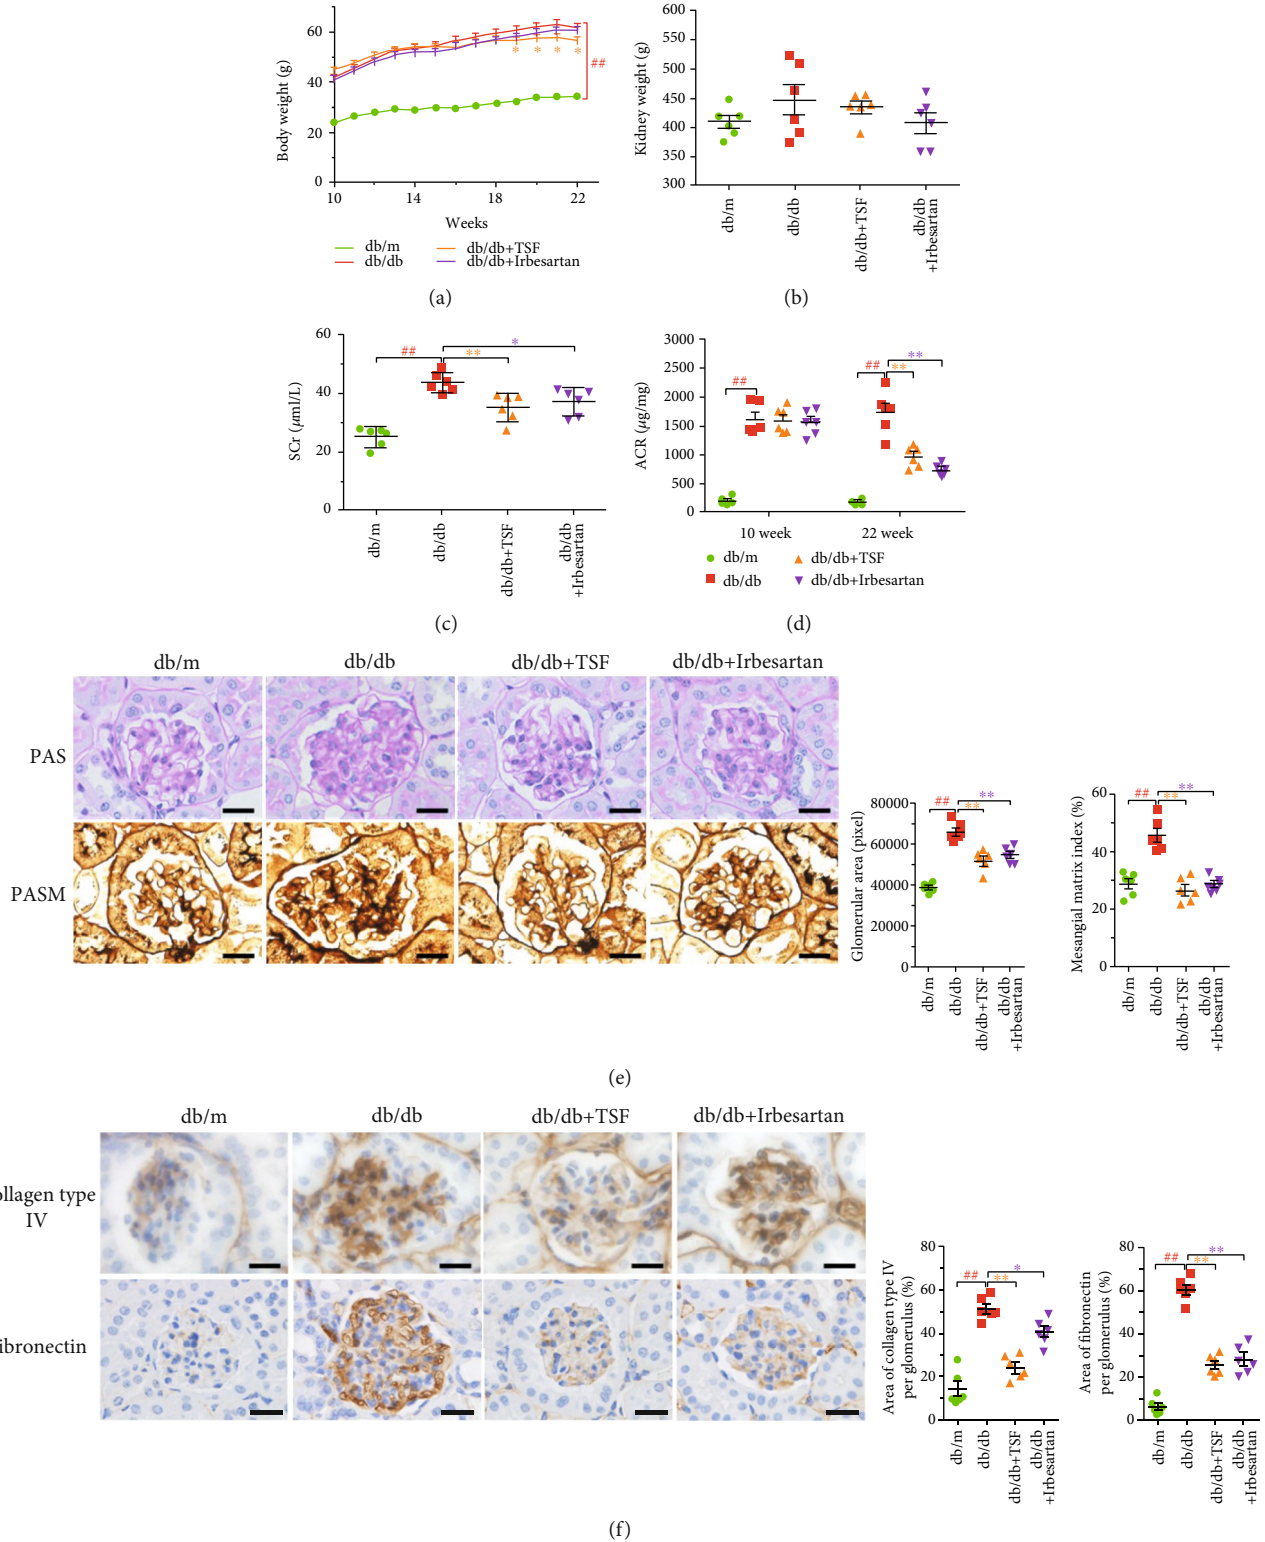 Body weight (g)
60
40
20
0
10
14
18
22
Weeks
* * * *
##
db/m
db/db
db/db+TSF
db/db+Irbesartan
(a)
Kidney weight (g)
600
550
500
450
400
350
300
db/m
db/db
db/db+TSF
db/db
+Irbesartan
(b)
SCr (μml/L)
60
40
20
0
##
**
*
db/m
db/db
db/db+TSF
db/db
+Irbesartan
(c)
ACR (μg/mg)
3000
2500
2000
1500
1000
500
0
##
##
**
**
10 week
22 week
db/m
db/db
db/db+TSF
db/db+Irbesartan
(d)
db/m
db/db
db/db+TSF
db/db+Irbesartan
PAS
PASM
Glomerular area (pixel)
80000
60000
40000
20000
0
##
**
**
db/m
db/db
db/db+TSF
db/db
+Irbesartan
Mesangial matrix index (%)
60
40
20
0
##
**
**
db/m
db/db
db/db+TSF
db/db
+Irbesartan
(e)
db/m
db/db
db/db+TSF
db/db+Irbesartan
ollagen type
IV
ibronectin
Area of collagen type IV
per glomerulus (%)
80
60
40
20
0
##
**
*
db/m
db/db
db/db+TSF
db/db
+Irbesartan
Area of fibronectin
per glomerulus (%)
80
60
40
20
0
##
**
**
db/m
db/db
db/db+TSF
db/db
+Irbesartan
(f)